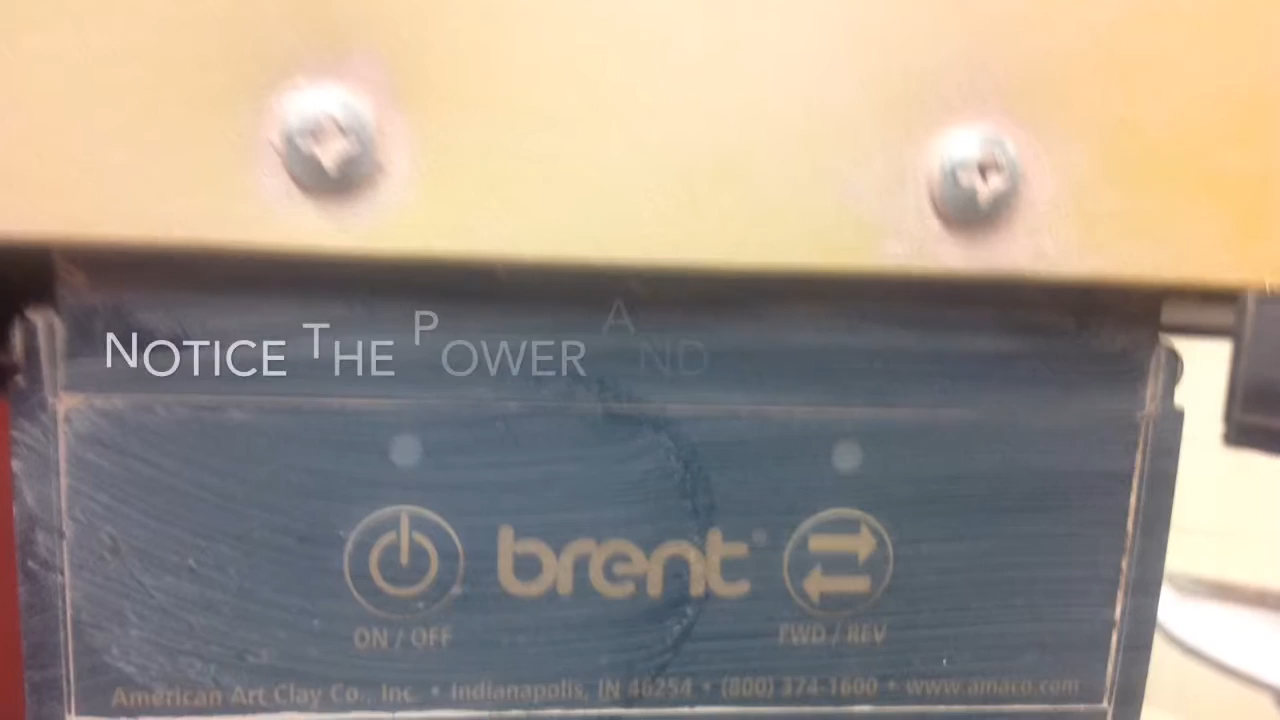 NOTICE THE POWER AND
brent®
ON / OFF
FWD / REV
American Art Clay Co., Inc. • Indianapolis, IN 46254 • (800) 374-1600 • www.amaco.com